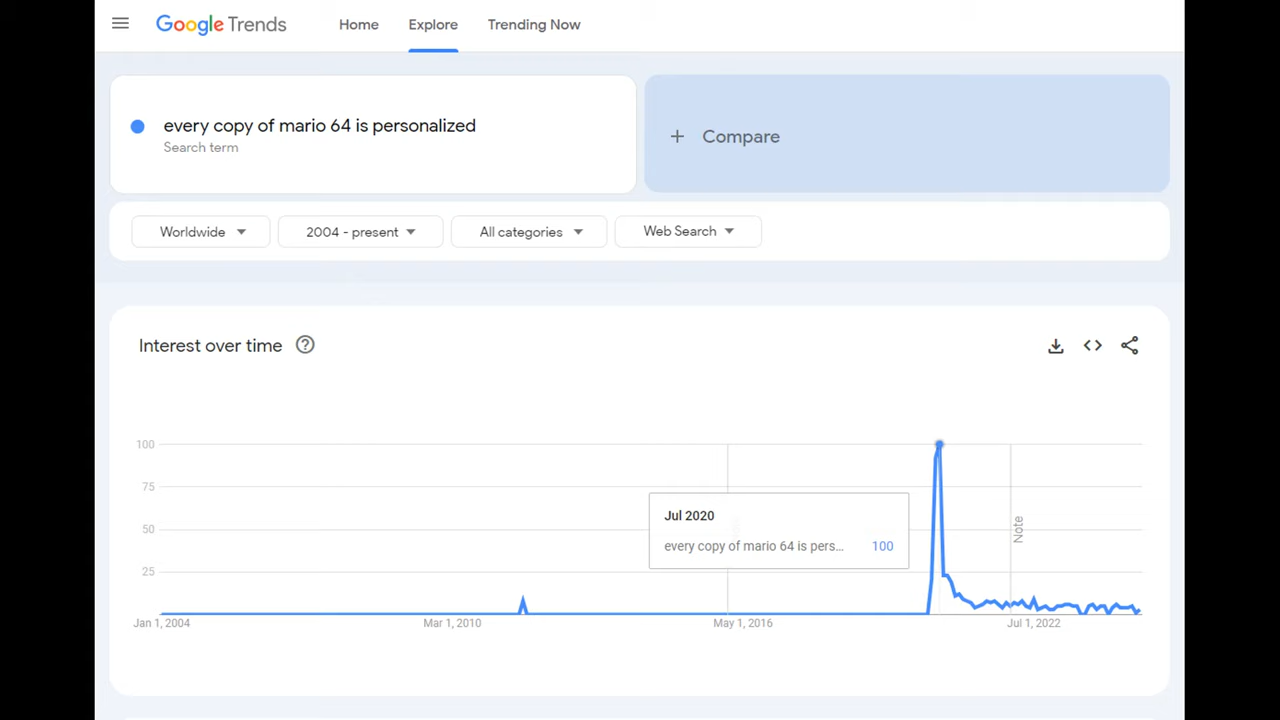 Google Trends Home Explore Trending Now
every copy of mario 64 is personalized
Search term
+ Compare
Worldwide 2004 - present All categories Web Search
Interest over time
100
75
50
25
Jul 2020
every copy of mario 64 is pers... 100
Note
Jan 1, 2004 Mar 1, 2010 May 1, 2016 Jul 1, 2022